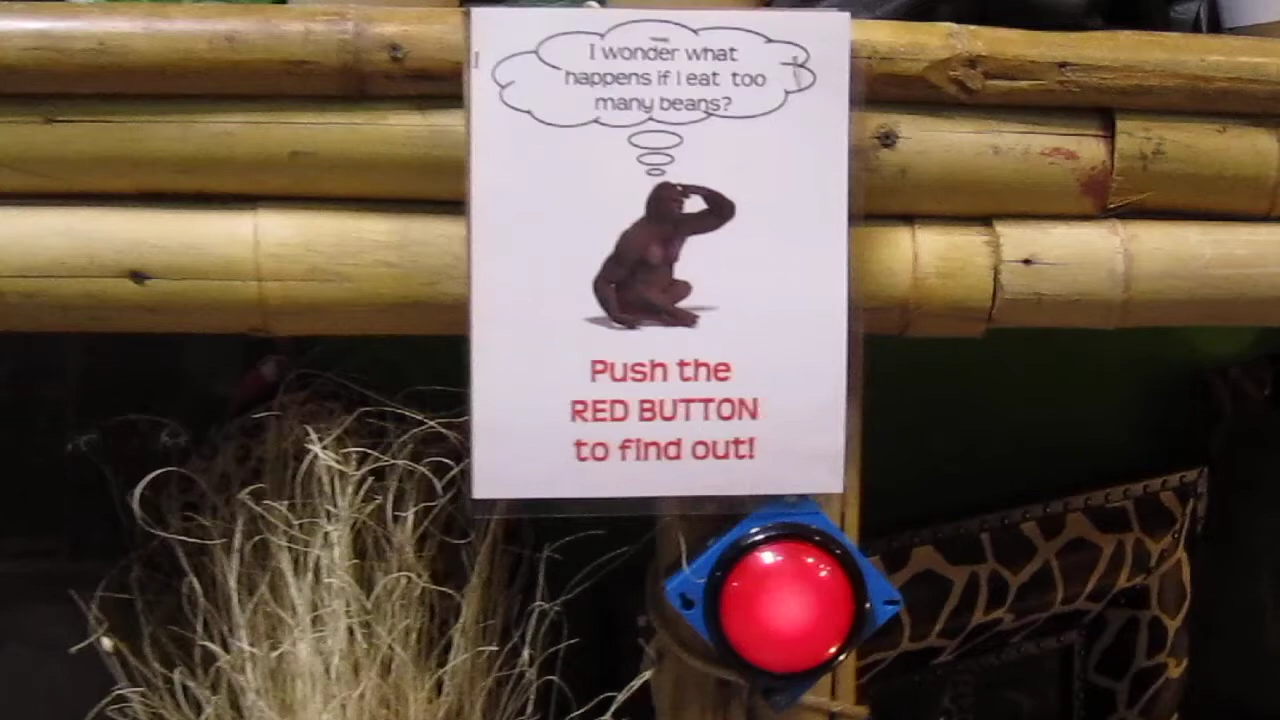 I wonder what
happens if I eat too
many beans?
Push the
RED BUTTON
to find out!